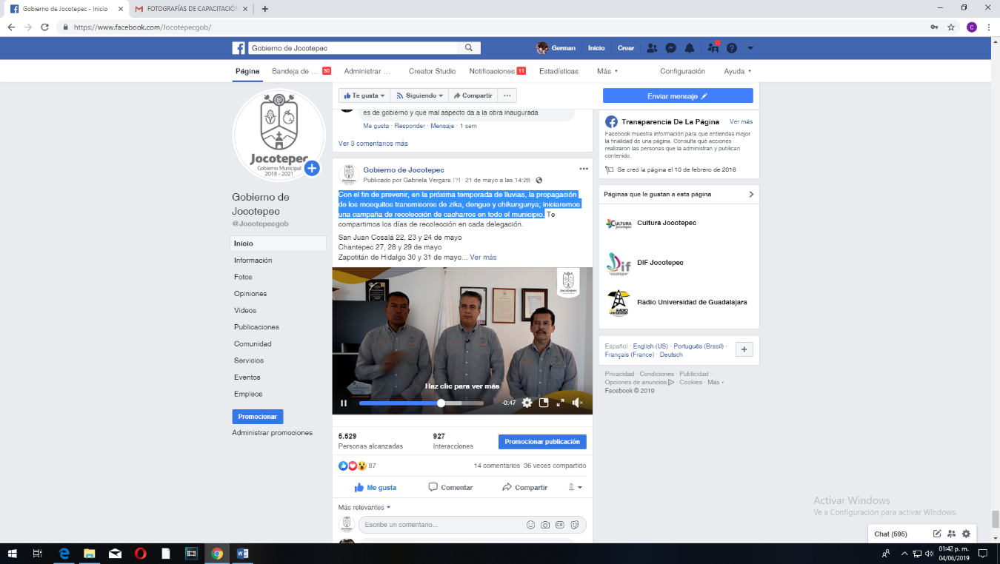 Gobierno de Jocotepec - Inicio
FOTOGRAFÍAS DE CAPACITACIÓN
https://www.facebook.com/Jocotepecgob/
C
Gobierno de Jocotepec
German
Inicio
Crear
Página
Bandeja de ... 30
Administrar ...
Creator Studio
Notificaciones 11
Estadísticas
Más
Configuración
Ayuda
Jocotepec
Gobierno Municipal
2018 - 2021
Gobierno de
Jocotepec
@Jocotepecgob
Inicio
Información
Fotos
Opiniones
Videos
Publicaciones
Comunidad
Servicios
Eventos
Empleos
Promocionar
Administrar promociones
Te gusta
Siguiendo
Compartir
Enviar mensaje
es de gobierno y que mal aspecto da a la obra inaugurada
Me gusta · Responder · Mensaje · 1 sem
Ver 3 comentarios más
Gobierno de Jocotepec
Publicado por Gabriela Vergara [?] · 21 de mayo a las 14:28 ·
Con el fin de prevenir, en la próxima temporada de lluvias, la propagación
de los mosquitos transmisores de zika, dengue y chikungunya; iniciaremos
una campaña de recolección de cacharros en todo el municipio. Te
compartimos los días de recolección en cada delegación.
San Juan Cosalá 22, 23 y 24 de mayo
Chantepec 27, 28 y 29 de mayo
Zapotitán de Hidalgo 30 y 31 de mayo... Ver más
Haz clic para ver más
-0:47
5.529
Personas alcanzadas
927
Interacciones
Promocionar publicación
87
14 comentarios 36 veces compartido
Me gusta
Comentar
Compartir
Más relevantes
Escribe un comentario...
Transparencia De La Página
Ver más
Facebook muestra información para que entiendas mejor
la finalidad de una página. Consulta qué acciones
realizaron las personas que la administran y publican
contenido.
Se creó la página el 10 de febrero de 2016
Páginas que le gustan a esta página
Cultura Jocotepec
DIF Jocotepec
Radio Universidad de Guadalajara
Español · English (US) · Português (Brasil) ·
Français (France) · Deutsch
Privacidad · Condiciones · Publicidad ·
Opciones de anuncios · Cookies · Más
Facebook © 2019
Activar Windows
Ve a Configuración para activar Windows.
Chat (595)
01:42 p. m.
04/06/2019